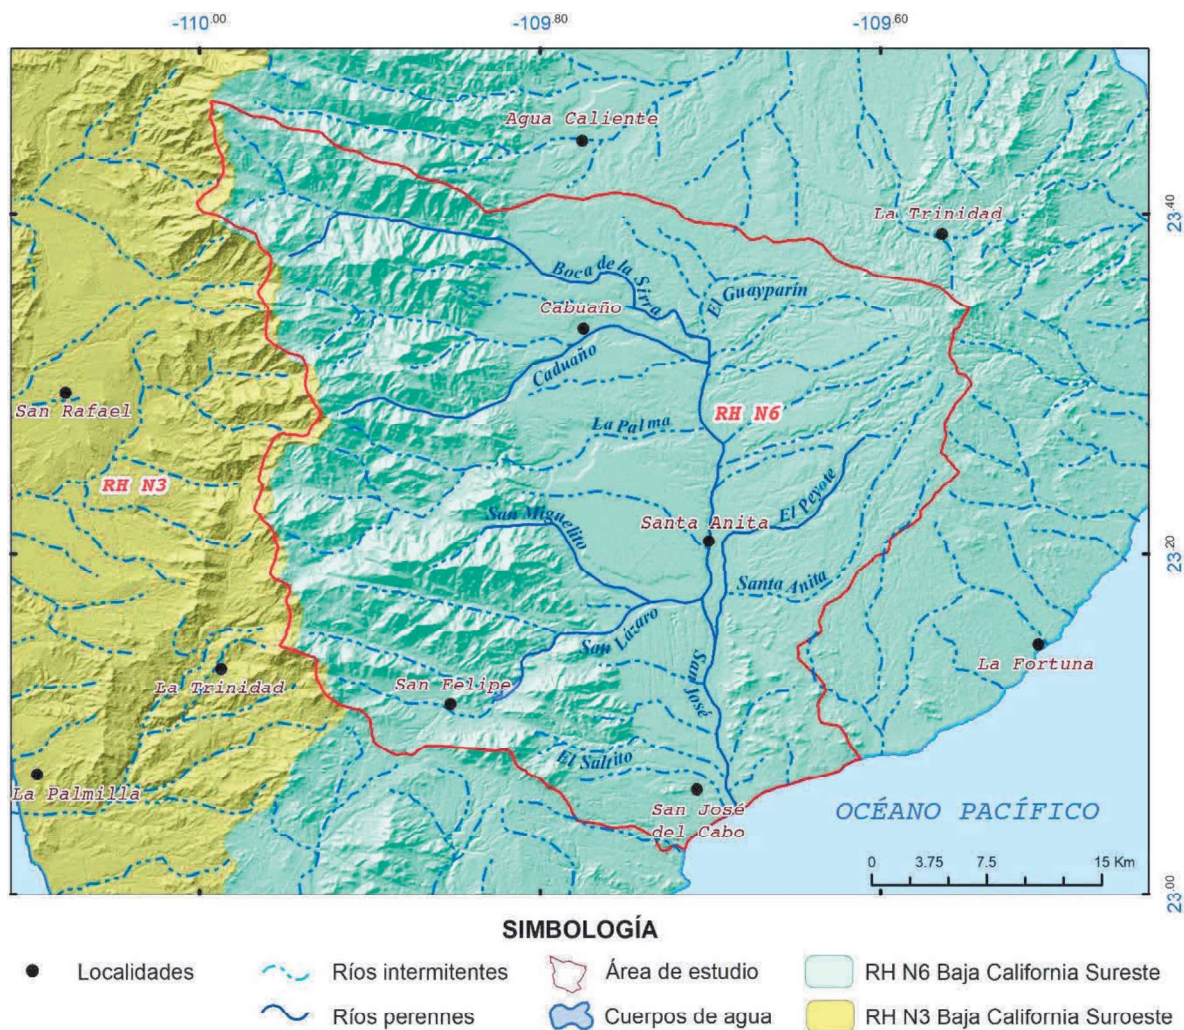 -110.00 -109.80 -109.60
Agua Caliente
La Trinidad
23.40
Boca de la Sirra
El Guayparín
Cabuaño
Caduaño
San Rafael
La Palma
RH N6
RH N3
El Peyote
San Miguelito
Santa Anita
23.20
Santa Anita
San Lázaro
La Fortuna
San José
La Trinidad
San Felipe
El Saltito
La Palmilla
San José
del Cabo
OCÉANO PACÍFICO
0 3.75 7.5 15 Km
23.00
SIMBOLOGÍA
Localidades Ríos intermitentes Área de estudio RH N6 Baja California Sureste
Ríos perennes Cuerpos de agua RH N3 Baja California Suroeste